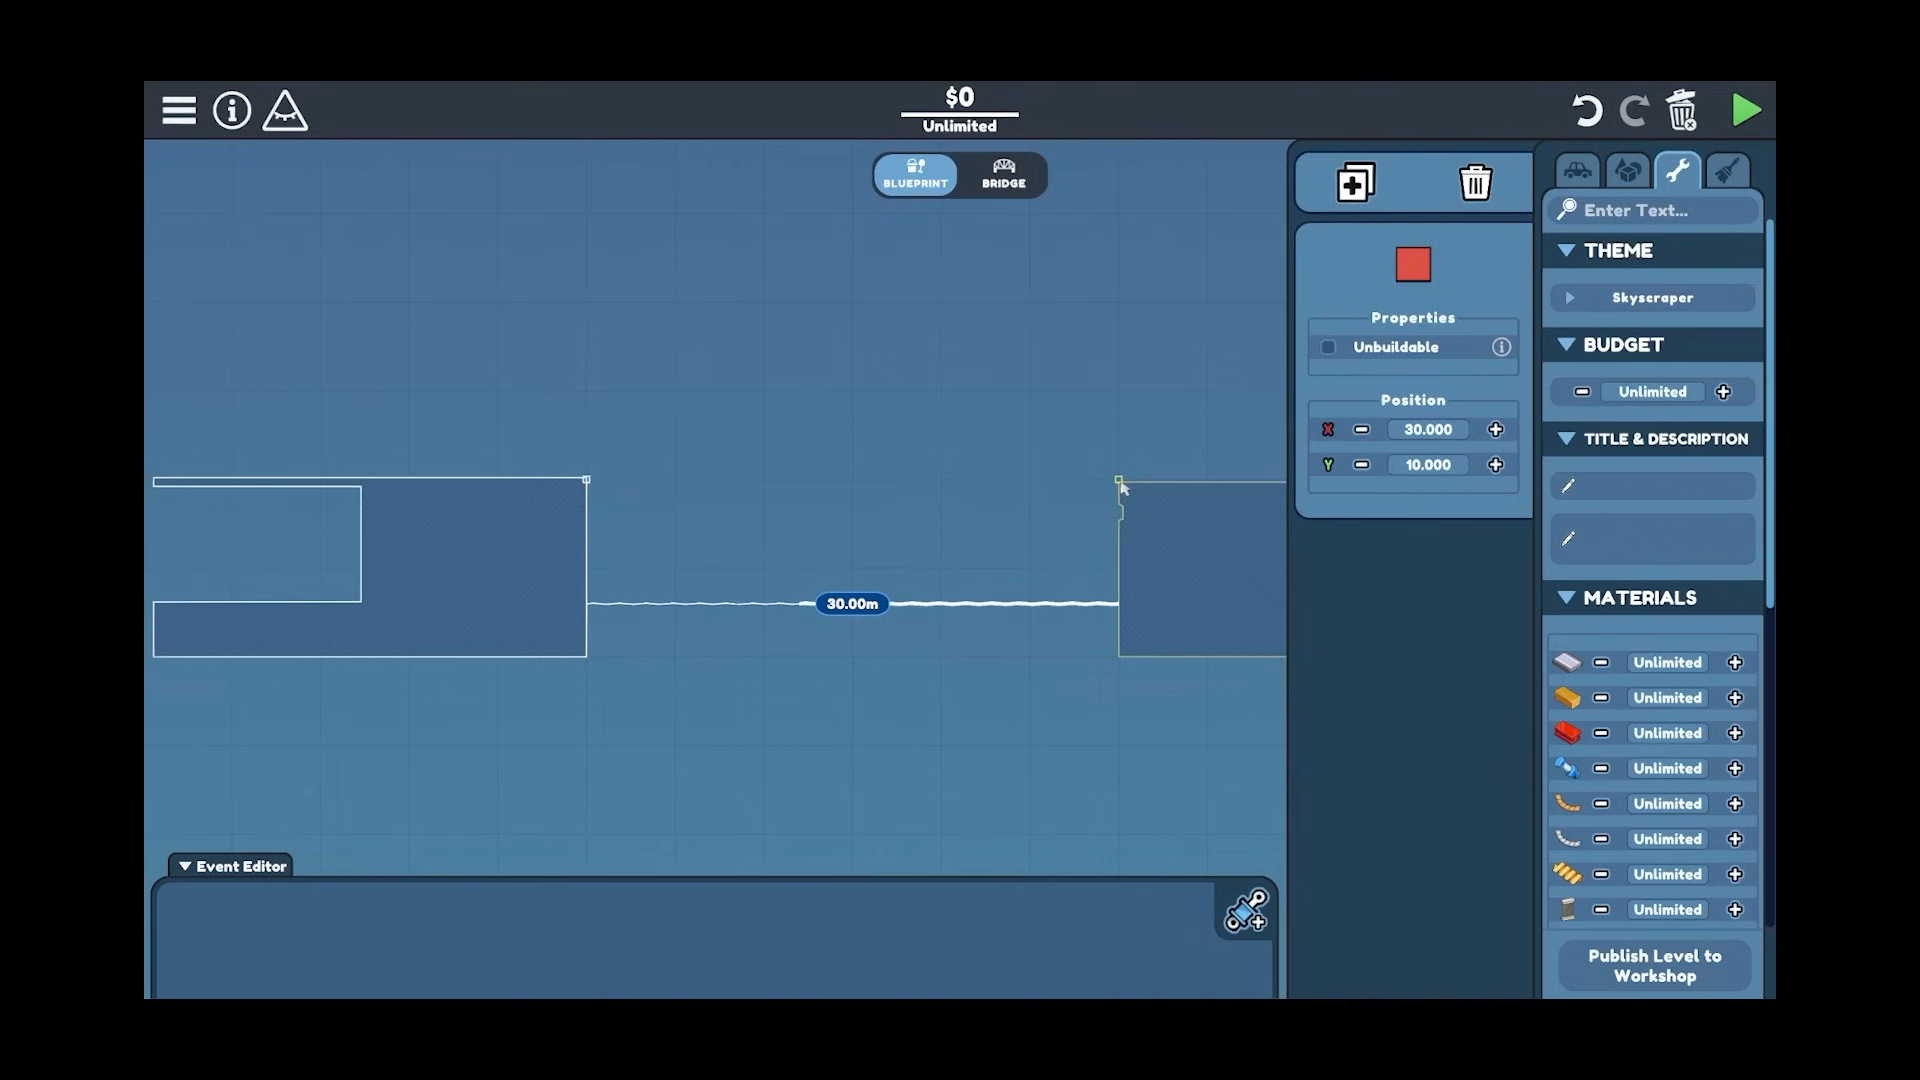 $0
Unlimited
BLUEPRINT
BRIDGE
Enter Text...
THEME
Skyscraper
Properties
Unbuildable
BUDGET
Unlimited
Position
X
30.000
Y
10.000
TITLE & DESCRIPTION
30.00m
MATERIALS
Unlimited
Unlimited
Unlimited
Unlimited
Unlimited
Unlimited
Unlimited
Unlimited
Event Editor
Publish Level to
Workshop